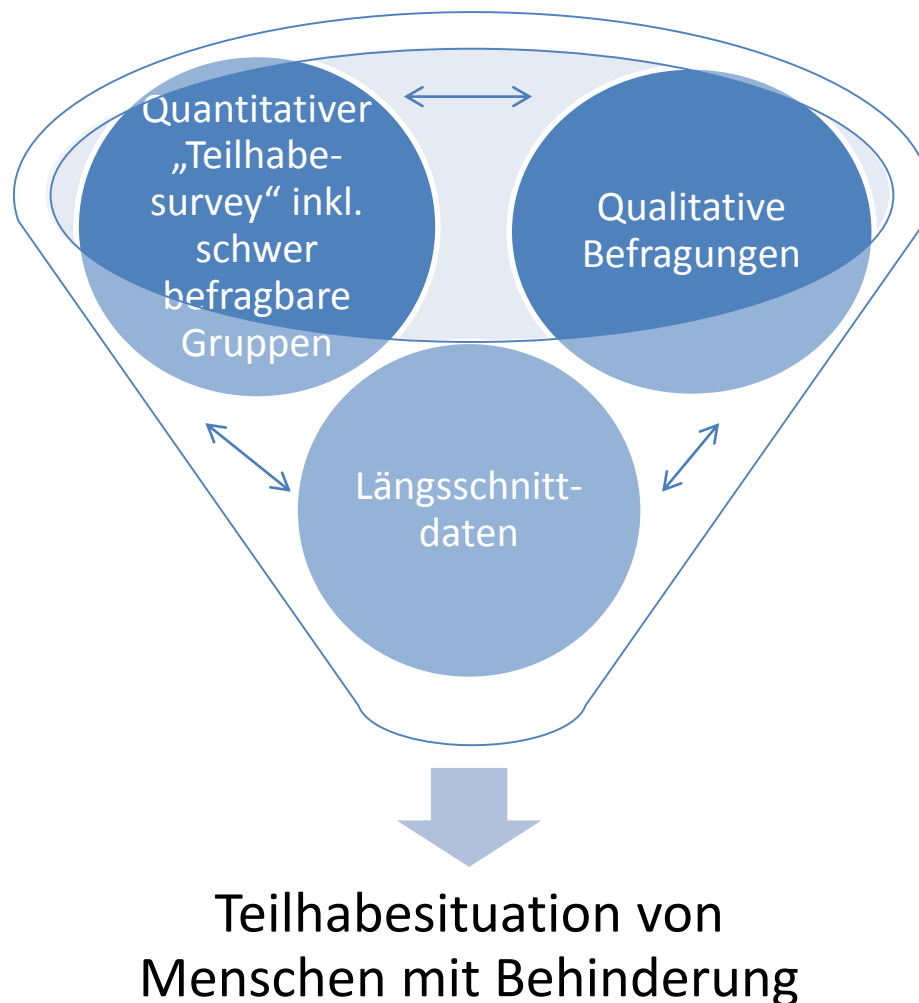 Quantitativer
„Teilhabe-
survey“ inkl.
schwer
befragbare
Gruppen
Qualitative
Befragungen
Längsschnitt-
daten
Teilhabesituation von
Menschen mit Behinderung